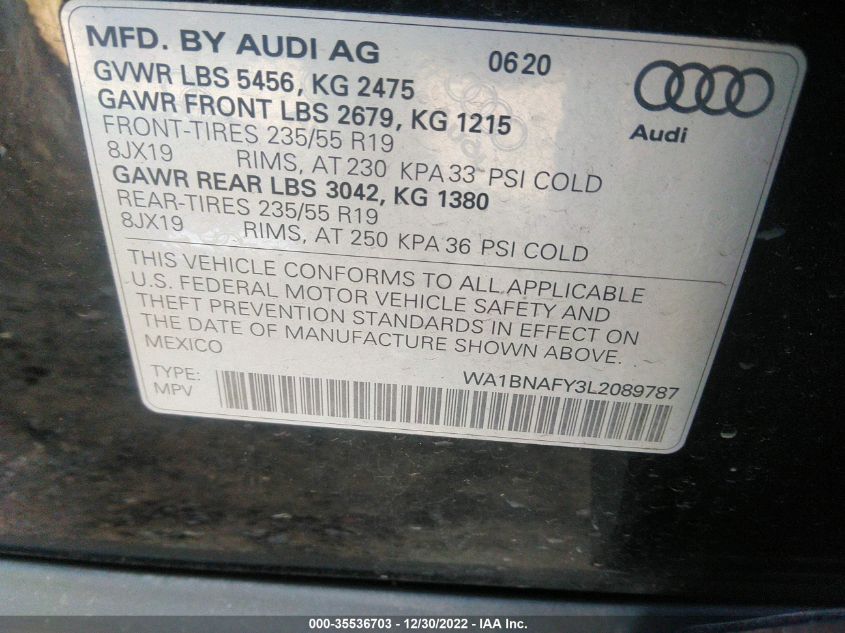 MFD. BY AUDI AG 0620
GVWR LBS 5456, KG 2475
GAWR FRONT LBS 2679, KG 1215
Audi
FRONT-TIRES 235/55 R19
8JX19 RIMS, AT 230 KPA 33 PSI COLD
GAWR REAR LBS 3042, KG 1380
REAR-TIRES 235/55 R19
8JX19 RIMS, AT 250 KPA 36 PSI COLD
THIS VEHICLE CONFORMS TO ALL APPLICABLE
U.S. FEDERAL MOTOR VEHICLE SAFETY AND
THEFT PREVENTION STANDARDS IN EFFECT ON
THE DATE OF MANUFACTURE SHOWN ABOVE.
MEXICO
WA1BNAFY3L2089787
TYPE:
MPV
000-35536703 - 12/30/2022 - IAA Inc.